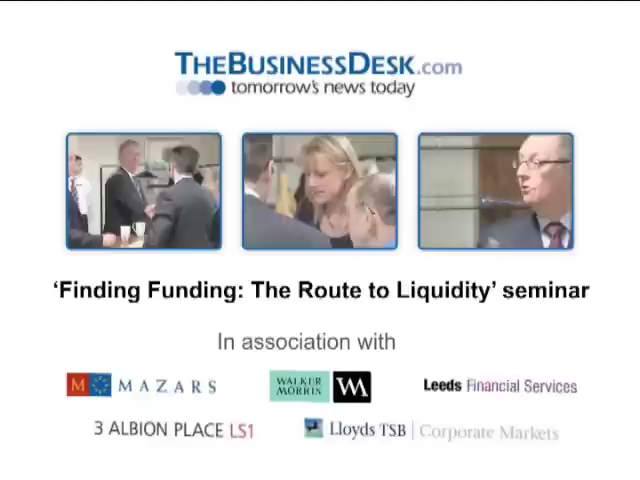 THEBUSINESSDESK.com
tomorrow's news today
‘Finding Funding: The Route to Liquidity’ seminar
In association with
M MAZARS
WALKER MORRIS WM
Leeds Financial Services
3 ALBION PLACE LS1
Lloyds TSB | Corporate Markets